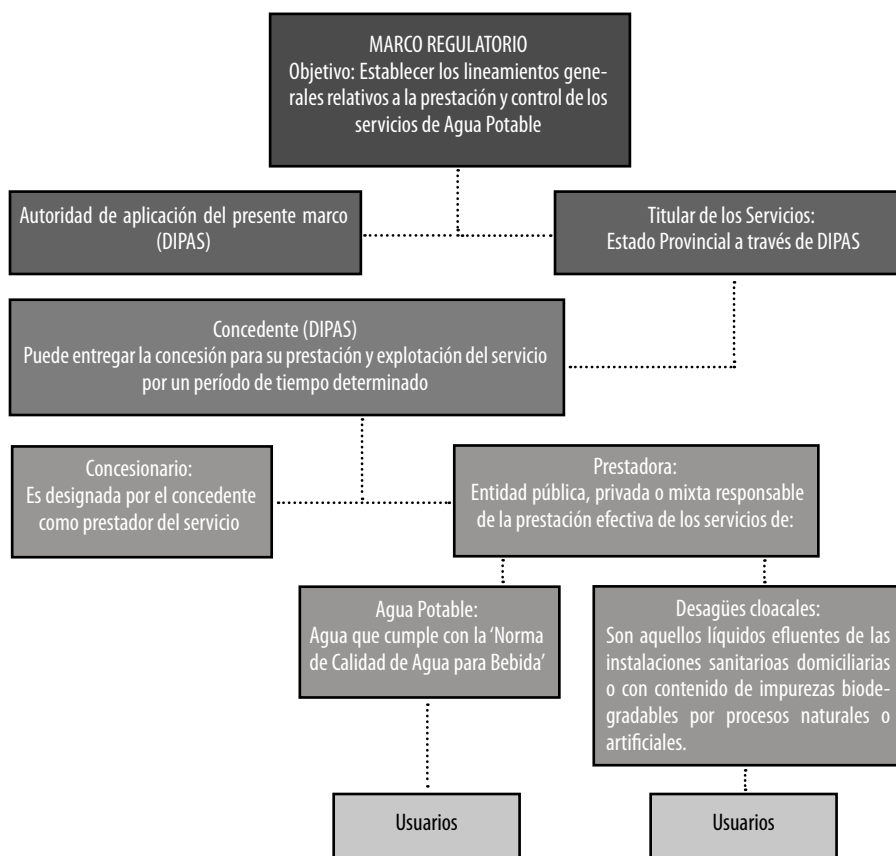 MARCO REGULATORIO
Objetivo: Establecer los lineamientos gene-
rales relativos a la prestación y control de los
servicios de Agua Potable
Autoridad de aplicación del presente marco
(DIPAS)
Titular de los Servicios:
Estado Provincial a través de DIPAS
Concedente (DIPAS)
Puede entregar la concesión para su prestación y explotación del servicio
por un período de tiempo determinado
Concesionario:
Es designada por el concedente
como prestador del servicio
Prestadora:
Entidad pública, privada o mixta responsable
de la prestación efectiva de los servicios de:
Agua Potable:
Agua que cumple con la ‘Norma
de Calidad de Agua para Bebida’
Desagües cloacales:
Son aquellos líquidos efluentes de las
instalaciones sanitarioas domiciliarias
o con contenido de impurezas biode-
gradables por procesos naturales o
artificiales.
Usuarios
Usuarios